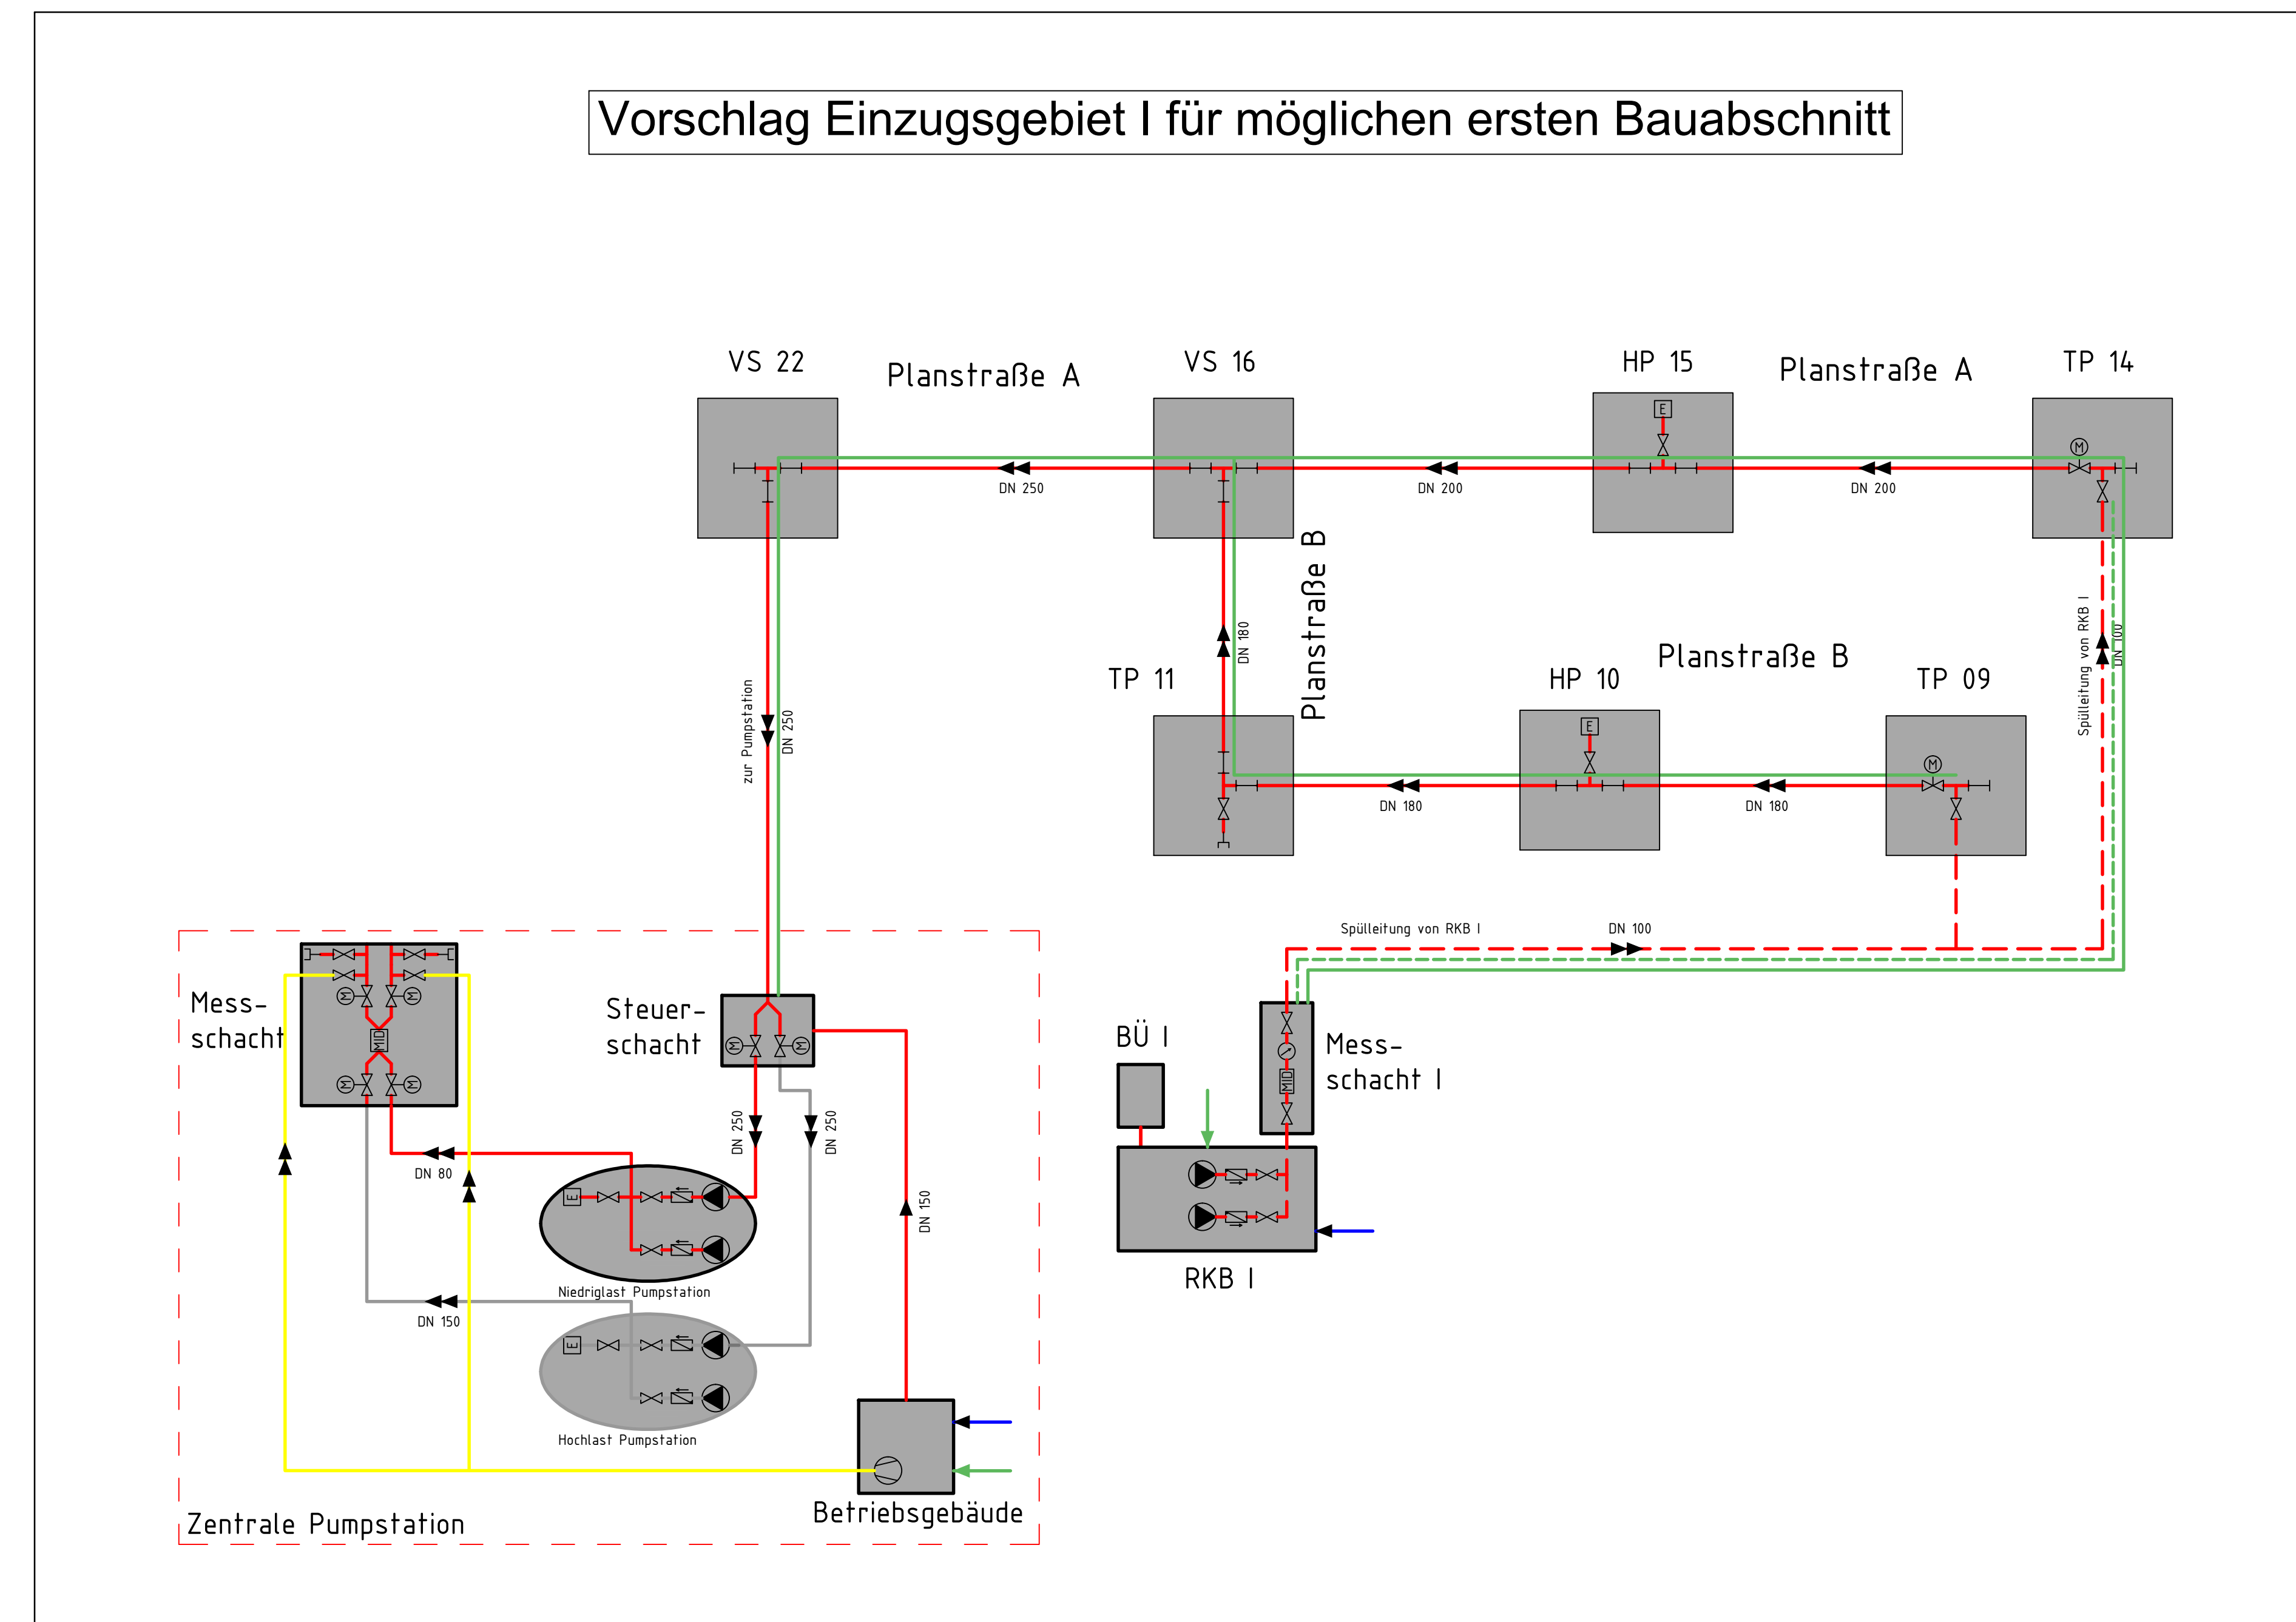 Vorschlag Einzugsgebiet I für möglichen ersten Bauabschnitt
VS 22
Planstraße A
VS 16
HP 15
Planstraße A
TP 14
E
M
DN 250
DN 200
DN 200
Planstraße B
DN 180
Spülleitung von RKB I
DN 100
zur Pumpstation
DN 250
TP 11
HP 10
Planstraße B
TP 09
E
M
DN 180
DN 180
Spülleitung von RKB I
DN 100
Mess-
schacht
M
M
MID
M
M
Steuer-
schacht
M
M
BÜ I
Mess-
schacht I
MID
DN 250
DN 250
DN 80
E
Niedriglast Pumpstation
DN 150
RKB I
DN 150
E
Hochlast Pumpstation
Betriebsgebäude
Zentrale Pumpstation